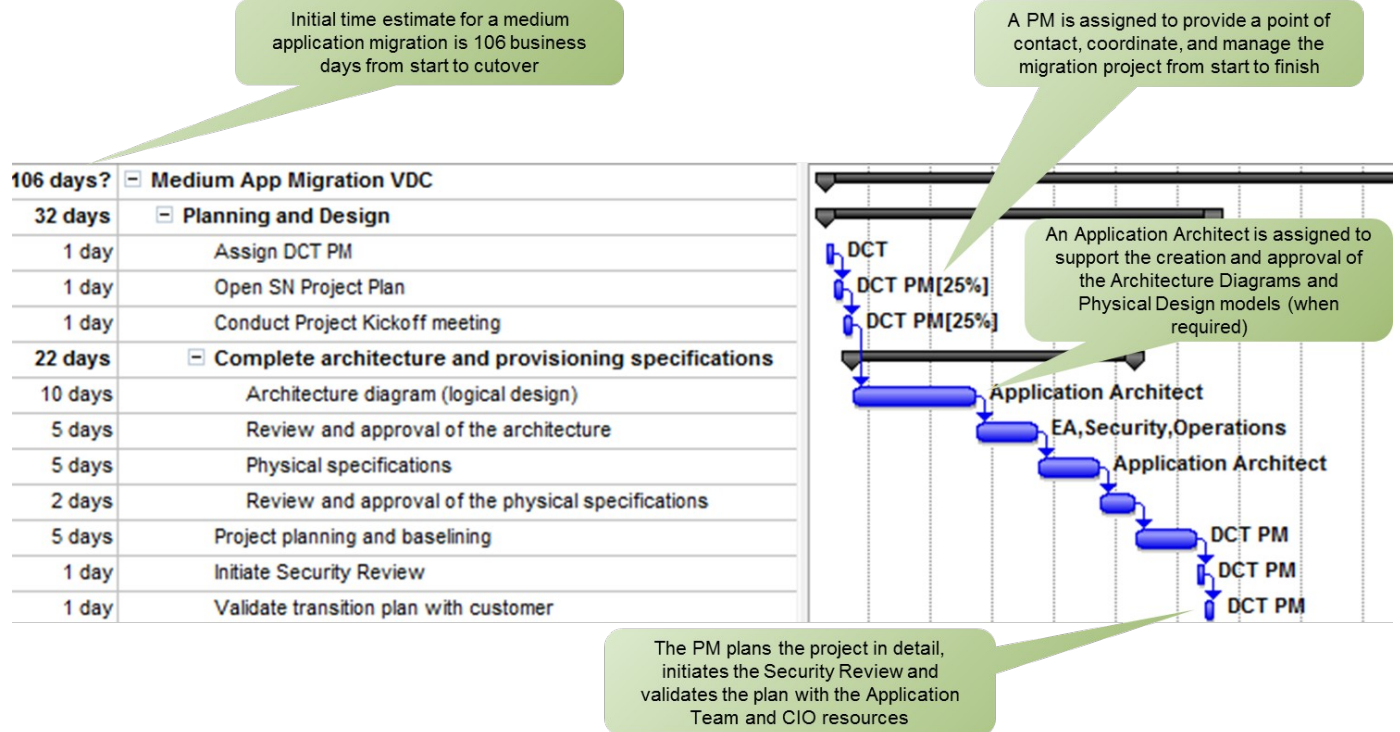 Initial time estimate for a medium
application migration is 106 business
days from start to cutover
A PM is assigned to provide a point of
contact, coordinate, and manage the
migration project from start to finish
106 days? Medium App Migration VDC
32 days Planning and Design
1 day Assign DCT PM DCT
1 day Open SN Project Plan DCT PM[25%]
1 day Conduct Project Kickoff meeting DCT PM[25%]
An Application Architect is assigned to
support the creation and approval of
the Architecture Diagrams and
Physical Design models (when
required)
22 days Complete architecture and provisioning specifications
10 days Architecture diagram (logical design) Application Architect
5 days Review and approval of the architecture EA,Security,Operations
5 days Physical specifications Application Architect
2 days Review and approval of the physical specifications
5 days Project planning and baselining DCT PM
1 day Initiate Security Review DCT PM
1 day Validate transition plan with customer DCT PM
The PM plans the project in detail,
initiates the Security Review and
validates the plan with the Application
Team and CIO resources